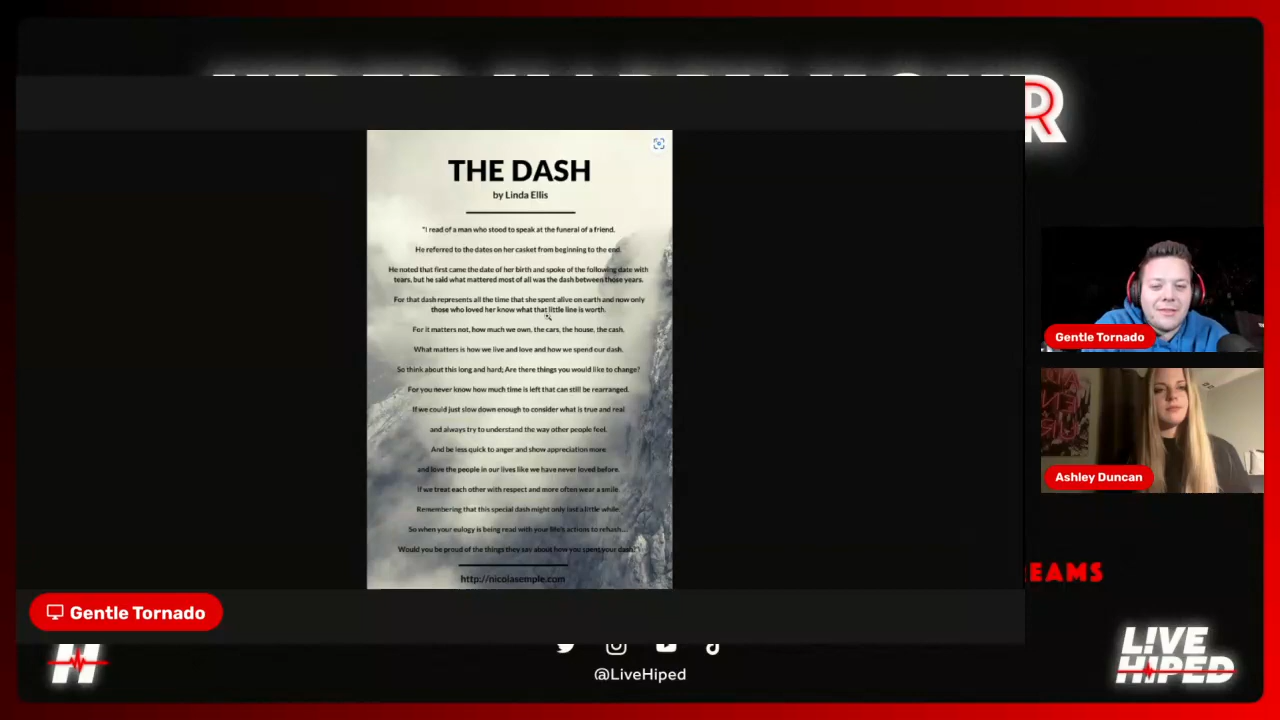 THE DASH
by Linda Ellis
"I read of a man who stood to speak at the funeral of a friend.
He referred to the dates on her casket from beginning to the end.
He noted that first came the date of her birth and spoke of the following date with
tears, but he said what mattered most of all was the dash between those years.
For that dash represents all the time that she spent alive on earth and now only
those who loved her know what that little line is worth.
For it matters not, how much we own, the cars, the house, the cash,
What matters is how we live and love and how we spend our dash.
So think about this long and hard; Are there things you would like to change?
For you never know how much time is left that can still be rearranged.
If we could just slow down enough to consider what is true and real
and always try to understand the way other people feel.
And be less quick to anger and show appreciation more
and love the people in our lives like we have never loved before.
If we treat each other with respect and more often wear a smile
Remembering that this special dash might only last a little while.
So when your eulogy is being read with your life's actions to rehash...
Would you be proud of the things they say about how you spent your dash?"
http://nicolasemple.com
Gentle Tornado
Ashley Duncan
EAMS
Gentle Tornado
@LiveHiped
H
L!VE
HIPED